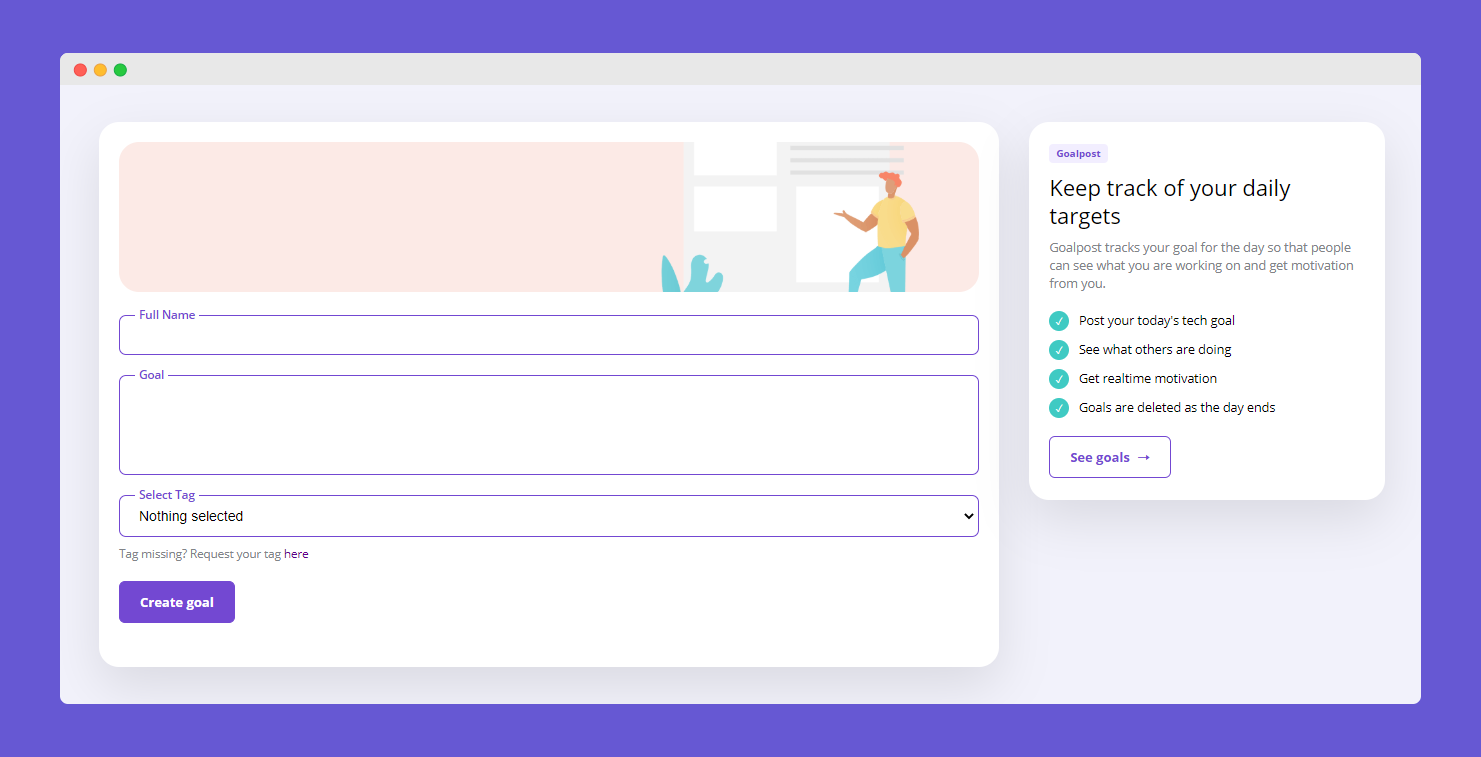 Full Name
Goal
Select Tag
Nothing selected
Tag missing? Request your tag here
Create goal
Goalpost
Keep track of your daily
targets
Goalpost tracks your goal for the day so that people
can see what you are working on and get motivation
from you.
✓ Post your today's tech goal
✓ See what others are doing
✓ Get realtime motivation
✓ Goals are deleted as the day ends
See goals →